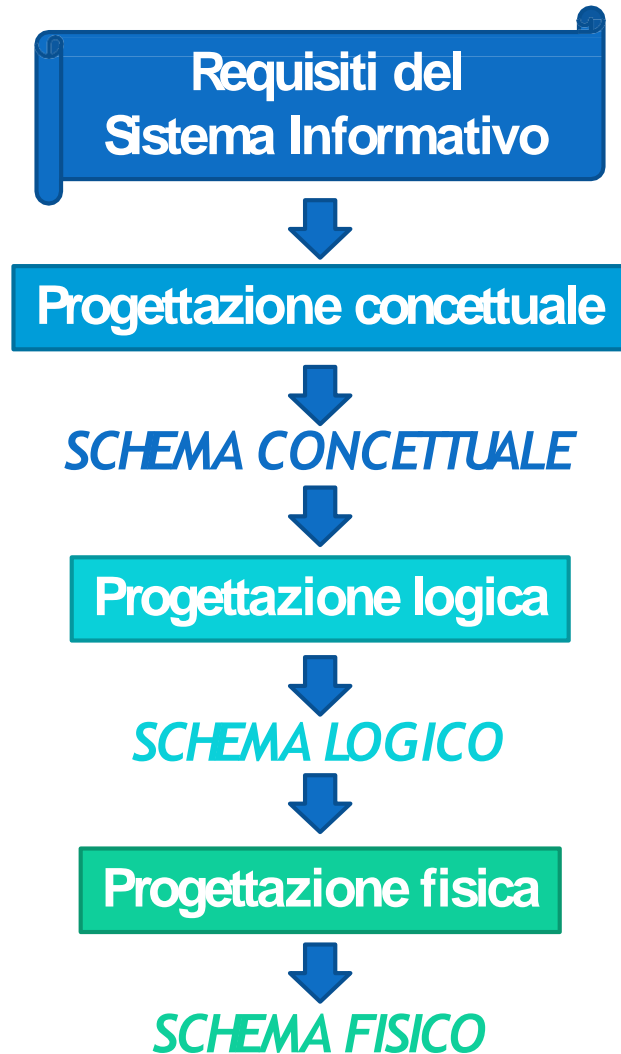 Requisiti del
Sistema Informativo
Progettazione concettuale
SCHEMA CONCETTUALE
Progettazione logica
SCHEMA LOGICO
Progettazione fisica
SCHEMA FISICO